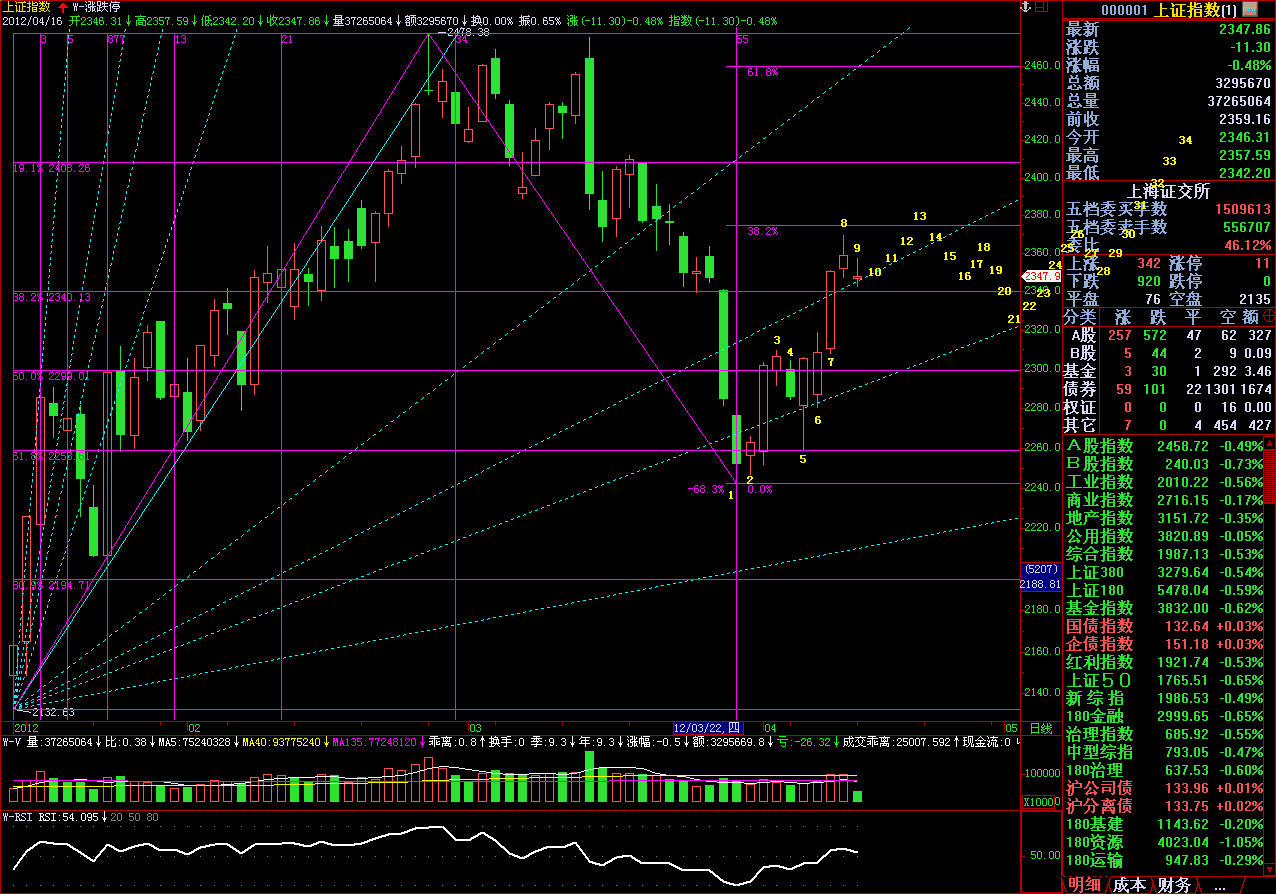 上证指数 W-涨跌停
2012/04/16 开2346.31↓高2357.59↓低2342.20↓收2347.86↓量37265064↓额3295670↓换0.00% 振0.65% 涨(-11.30)-0.48% 指数(-11.30)-0.48%
3 5 8 13 21 34 55
2478.38
61.8%
19.1% 2408.26
38.2%
38.2% 2340.13
50.0% 2299.01
80.9% 2194.71
-68.3% 0.0%
2132.63
1 2 3 4 5 6 7 8 9 10 11 12 13 14 15 16 17 18 19 20 21 22 23 24 25 26 27 28 29 30 31 32 33 34
2460.0
2440.0
2420.0
2400.0
2380.0
2360.0
2347.9
2340.0
2320.0
2300.0
2280.0
2260.0
2240.0
2220.0
(5207)
2188.81
2180.0
2160.0
2140.0
2012 02 03 12/03/22,四 04 05 日线
W-V 量:37265064↓比:0.38↓MA5:75240328↓MA40:93775240↓MA135:77248120↓乖离:0.8↑换手:0 季:9.3↓年:9.3↓涨幅:-0.5↓额:3295669.8↓亏:-26.32↓成交乖离:25007.592↑现金流:0↓
100000
X1000
W-RSI RSI:54.095↓20 50 80
50.00
000001 上证指数(1)
最新 2347.86
涨跌 -11.30
涨幅 -0.48%
总额 3295670
总量 37265064
前收 2359.16
今开 2346.31
最高 2357.59
最低 2342.20
上海证交所
五档委买手数 1509613
五档委卖手数 556707
委比 46.12%
上涨 342 涨停 11
下跌 920 跌停 0
平盘 76 空盘 2135
分类 涨 跌 平 空 额
A股 257 572 47 62 327
B股 5 44 2 9 0.09
基金 3 30 1 292 3.46
债券 59 101 22 1301 1674
权证 0 0 0 16 0.00
其它 7 0 4 454 427
A股指数 2458.72 -0.49%
B股指数 240.03 -0.73%
工业指数 2010.22 -0.56%
商业指数 2716.15 -0.17%
地产指数 3151.72 -0.35%
公用指数 3820.89 -0.05%
综合指数 1987.13 -0.53%
上证380 3279.64 -0.54%
上证180 5478.04 -0.59%
基金指数 3832.00 -0.62%
国债指数 132.64 +0.03%
企债指数 151.18 +0.03%
红利指数 1921.74 -0.53%
上证50 1765.51 -0.65%
新综指 1986.53 -0.49%
180金融 2999.65 -0.65%
治理指数 685.92 -0.55%
中型综指 793.05 -0.47%
180治理 637.53 -0.60%
沪公司债 133.96 +0.01%
沪分离债 133.75 +0.02%
180基建 1143.62 -0.20%
180资源 4023.04 -1.05%
180运输 947.83 -0.29%
明细 成本 财务 ...